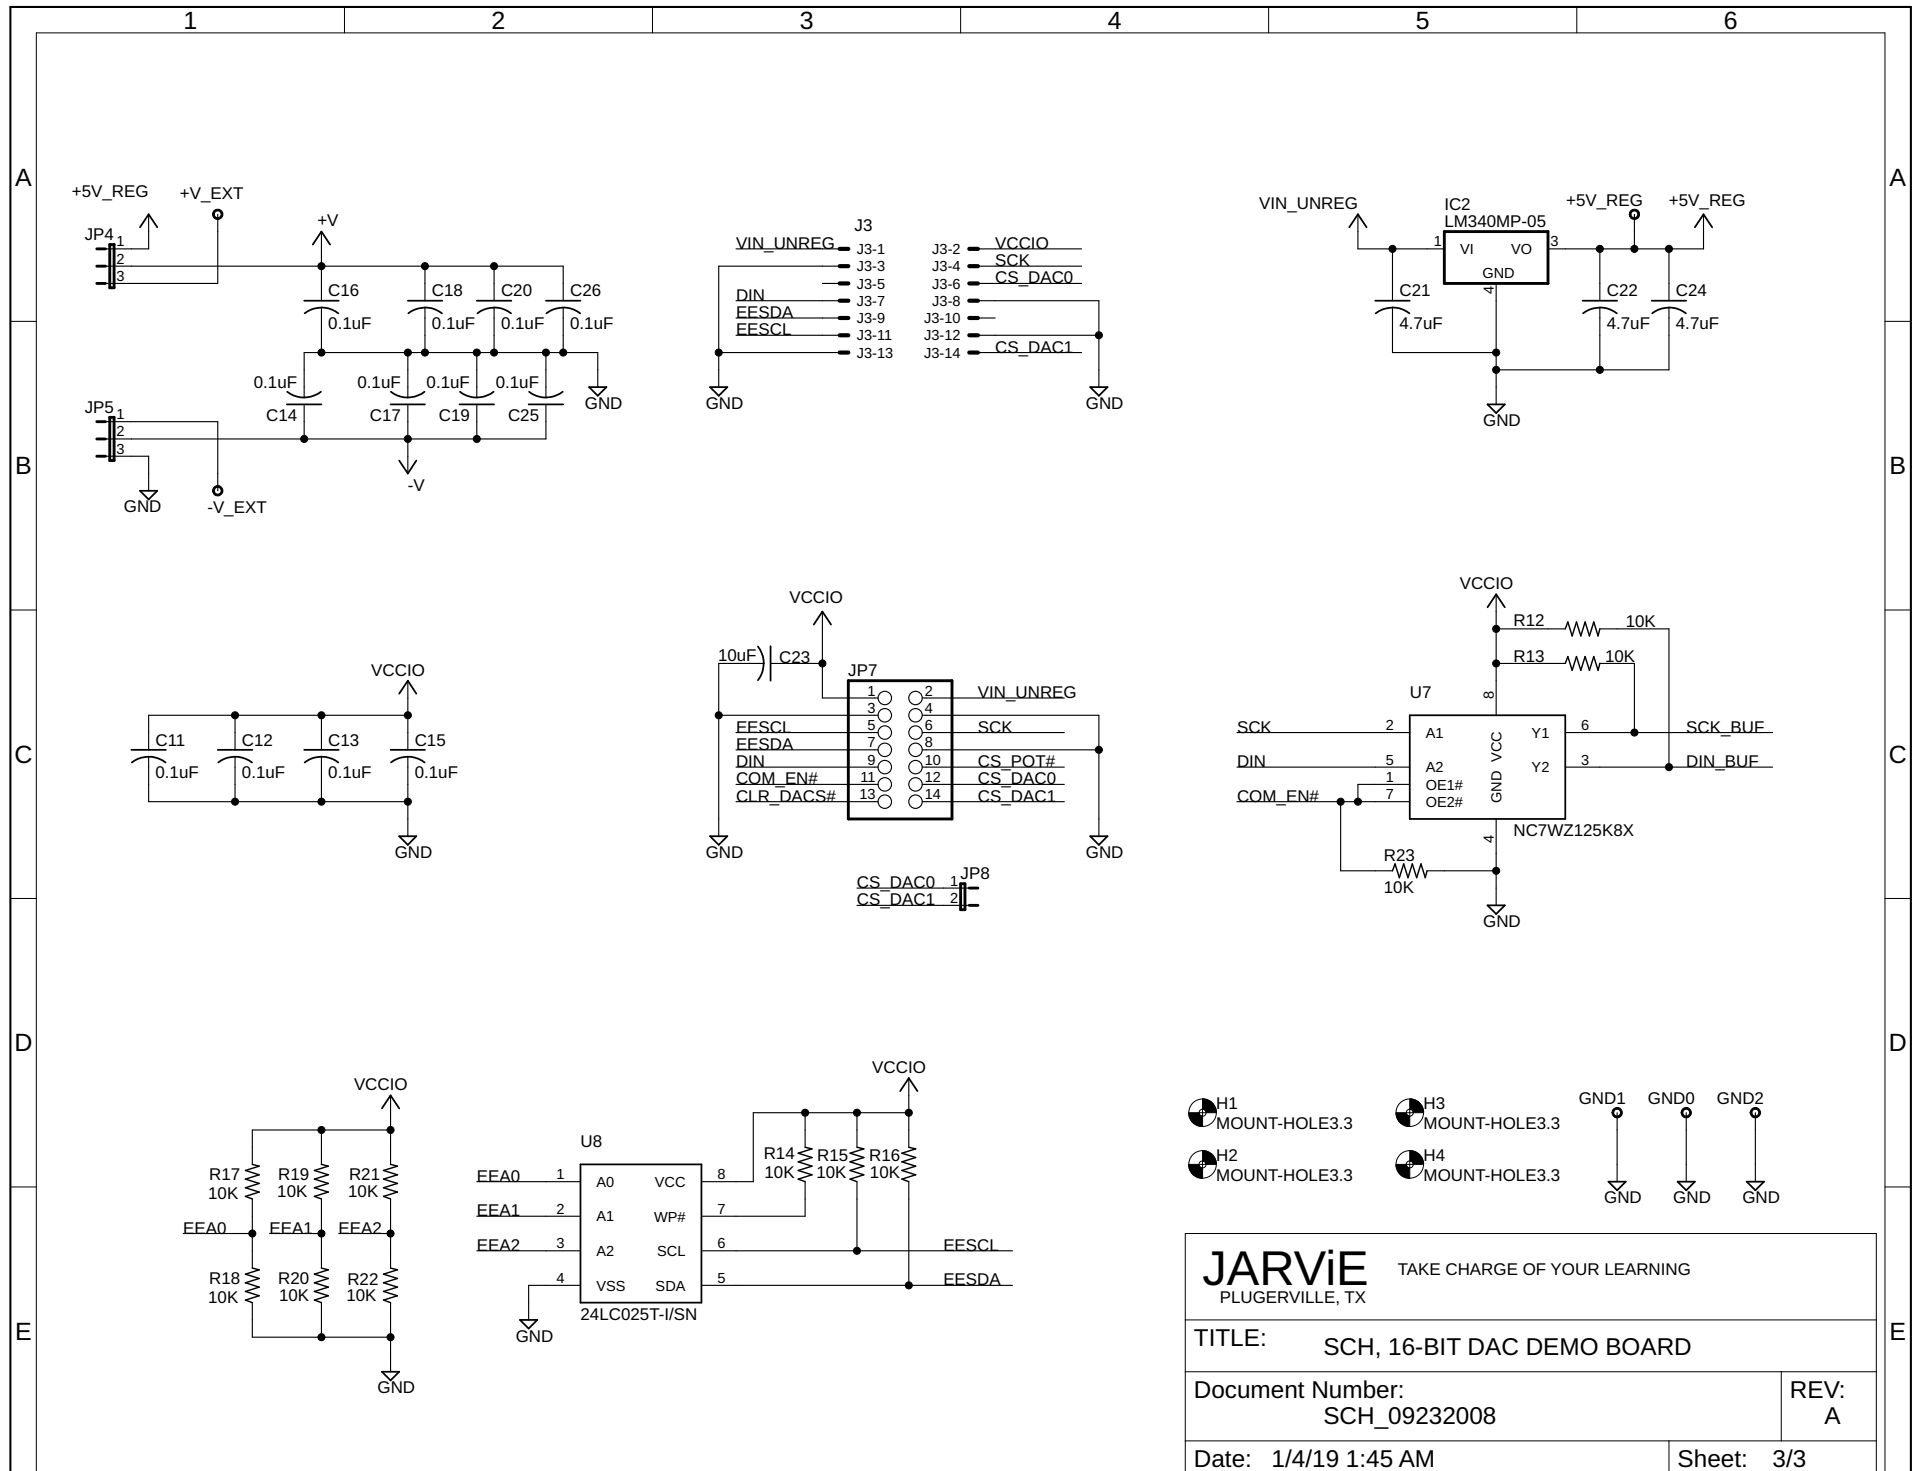 1 2 3 4 5 6
A A
+5V_REG
+V_EXT
+V
JP4
1
2
3
C16
0.1uF
C18
0.1uF
C20
0.1uF
C26
0.1uF
0.1uF
C14
0.1uF
C17
0.1uF
C19
0.1uF
C25
GND
JP5
1
2
3
GND
-V_EXT
-V
J3
VIN_UNREG J3-1 J3-2 VCCIO
J3-3 J3-4 SCK
J3-5 J3-6 CS_DAC0
DIN J3-7 J3-8
EESDA J3-9 J3-10
EESCL J3-11 J3-12
J3-13 J3-14 CS_DAC1
GND GND
VIN_UNREG
IC2
LM340MP-05
+5V_REG
+5V_REG
1 VI VO 3
GND
4
C21
4.7uF
C22
4.7uF
C24
4.7uF
GND
B B
VCCIO
C11
0.1uF
C12
0.1uF
C13
0.1uF
C15
0.1uF
GND
C C
VCCIO
10uF C23
JP7
1 2 VIN_UNREG
3 4
EESCL 5 6 SCK
EESDA 7 8
DIN 9 10 CS_POT#
COM_EN# 11 12 CS_DAC0
CLR_DACS# 13 14 CS_DAC1
GND GND
CS_DAC0 1 JP8
CS_DAC1 2
VCCIO
R12 10K
R13 10K
U7
8
SCK 2 A1 VCC Y1 6 SCK_BUF
DIN 5 A2 Y2 3 DIN_BUF
1 OE1# GND
COM_EN# 7 OE2#
NC7WZ125K8X
4
R23
10K
GND
D D
VCCIO
R17
10K
R19
10K
R21
10K
EEA0 EEA1 EEA2
R18
10K
R20
10K
R22
10K
GND
VCCIO
U8
R14
10K
R15
10K
R16
10K
EEA0 1 A0 VCC 8
EEA1 2 A1 WP# 7
EEA2 3 A2 SCL 6 EESCL
4 VSS SDA 5 EESDA
24LC025T-I/SN
GND
H1
MOUNT-HOLE3.3
H3
MOUNT-HOLE3.3
H2
MOUNT-HOLE3.3
H4
MOUNT-HOLE3.3
GND1 GND0 GND2
GND GND GND
E E
JARViE TAKE CHARGE OF YOUR LEARNING
PLUGERVILLE, TX
TITLE: SCH, 16-BIT DAC DEMO BOARD
Document Number:
SCH_09232008
REV:
A
Date: 1/4/19 1:45 AM
Sheet: 3/3